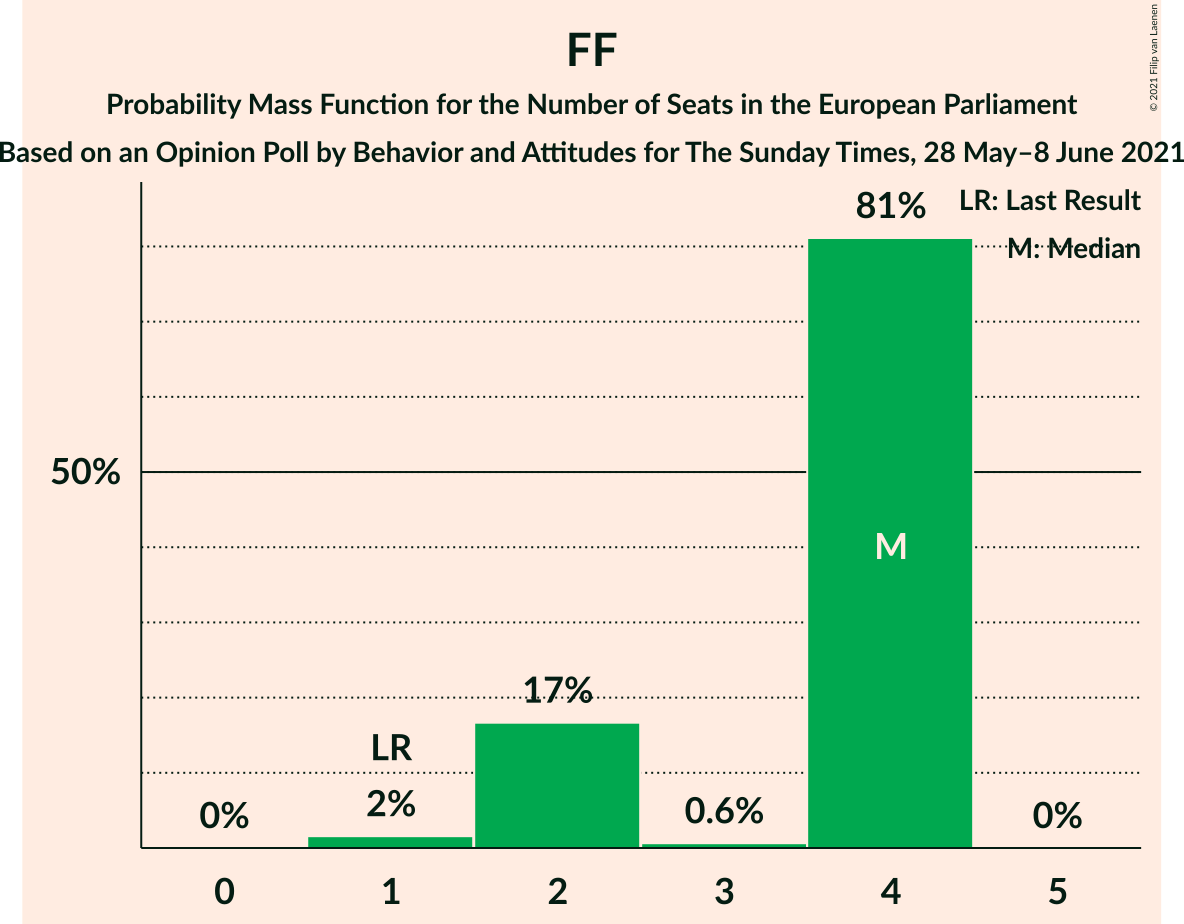 FF
Probability Mass Function for the Number of Seats in the European Parliament
Based on an Opinion Poll by Behavior and Attitudes for The Sunday Times, 28 May–8 June 2021
© 2021 Filip van Laenen
LR: Last Result
M: Median
81%
50%
M
17%
LR
0%
2%
0.6%
0%
0
1
2
3
4
5